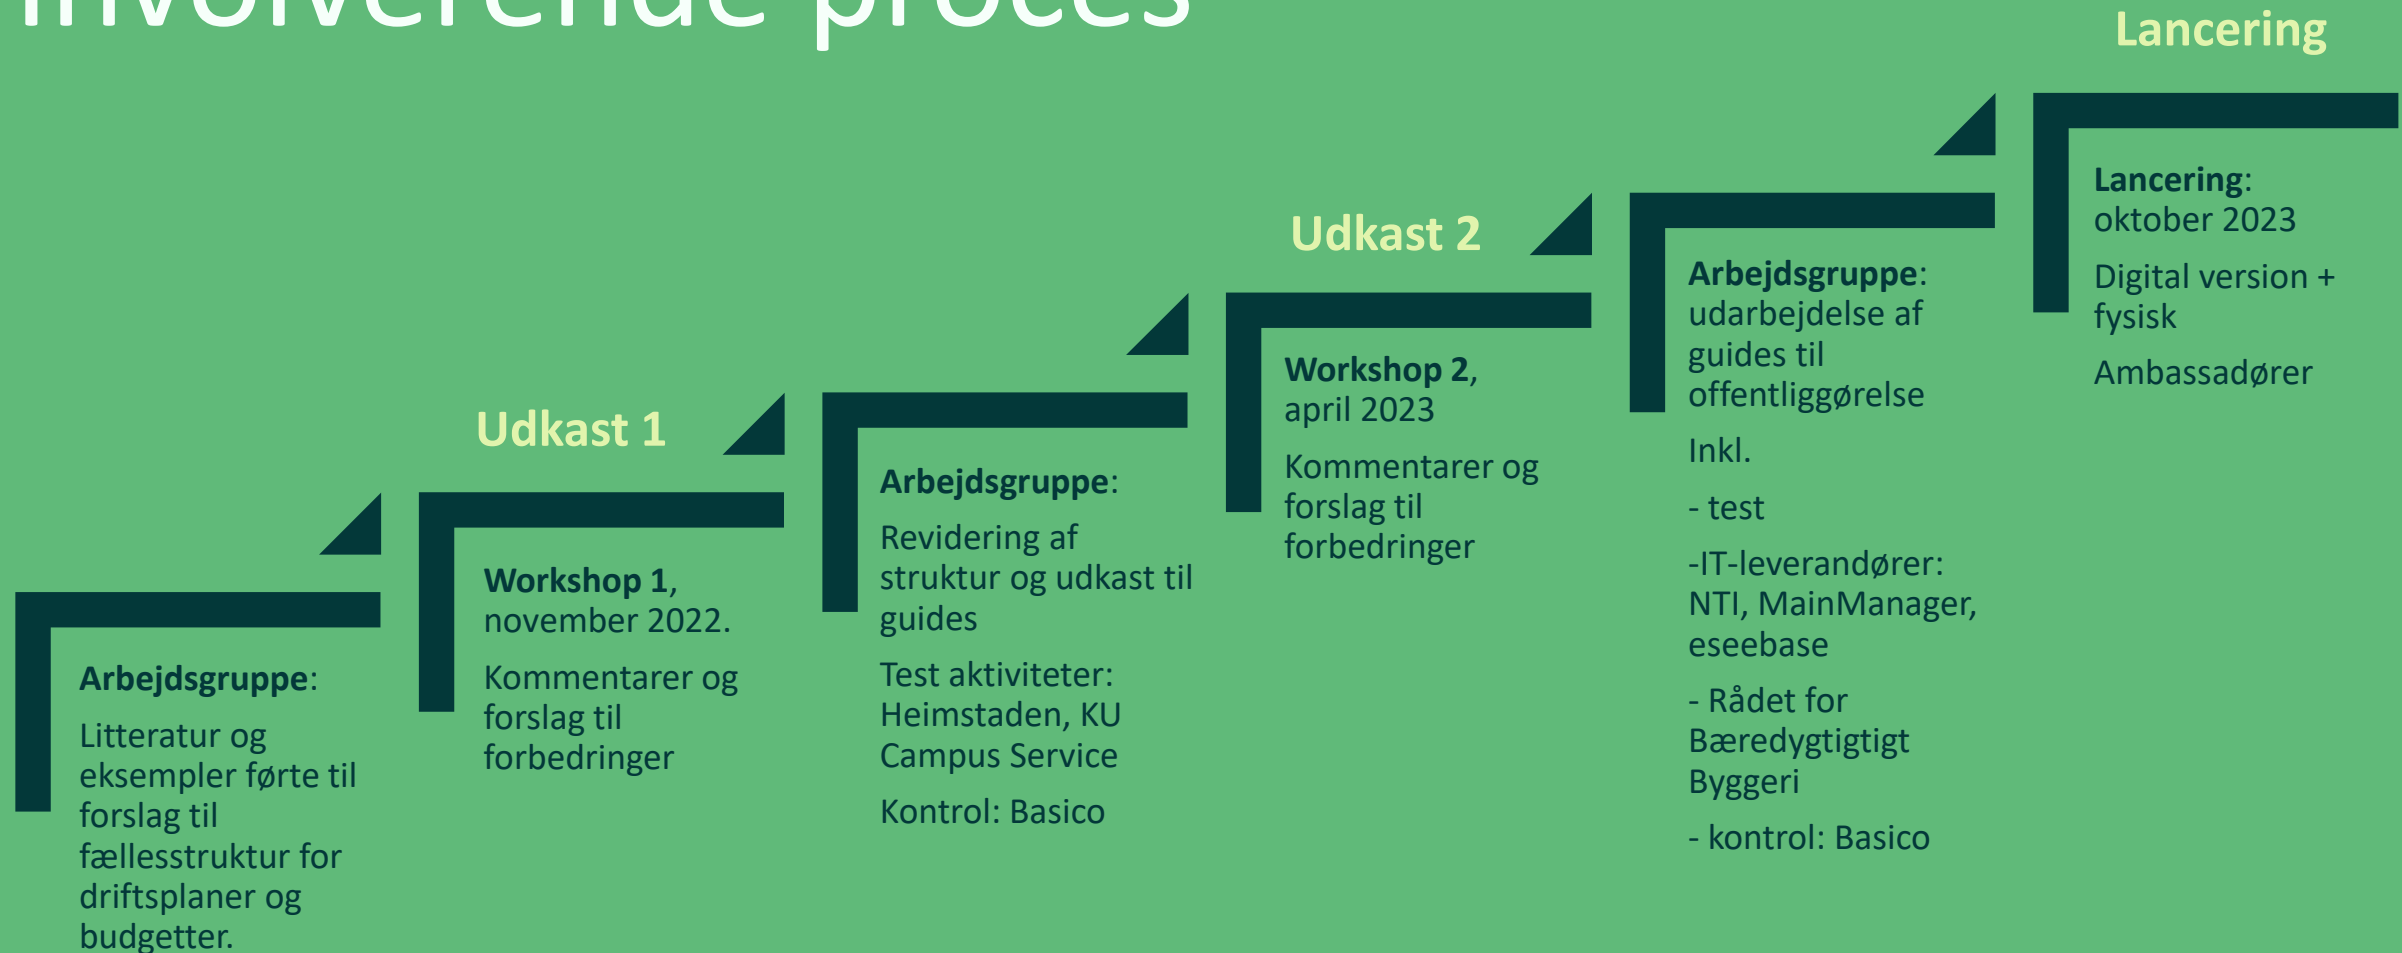 Involverende proces
Arbejdsgruppe:
Litteratur og
eksempler førte til
forslag til
fællesstruktur for
driftsplaner og
budgetter.
Udkast 1
Workshop 1,
november 2022.
Kommentarer og
forslag til
forbedringer
Arbejdsgruppe:
Revidering af
struktur og udkast til
guides
Test aktiviteter:
Heimstaden, KU
Campus Service
Kontrol: Basico
Udkast 2
Workshop 2,
april 2023
Kommentarer og
forslag til
forbedringer
Arbejdsgruppe:
udarbejdelse af
guides til
offentliggørelse
Inkl.
- test
-IT-leverandører:
NTI, MainManager,
eseebase
- Rådet for
Bæredygtigtigt
Byggeri
- kontrol: Basico
Lancering
Lancering:
oktober 2023
Digital version +
fysisk
Ambassadører